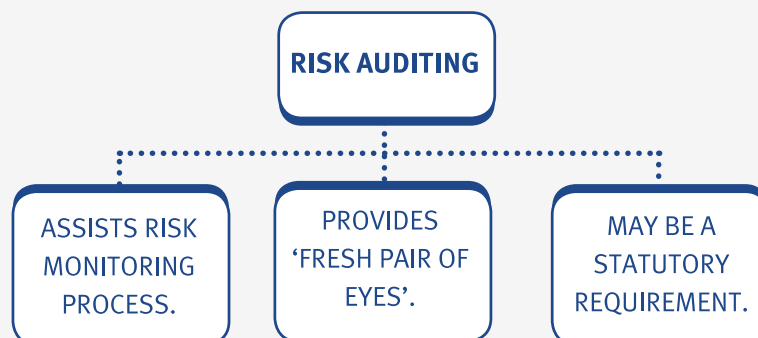 RISK AUDITING
ASSISTS RISK
MONITORING
PROCESS.
PROVIDES
‘FRESH PAIR OF
EYES’.
MAY BE A
STATUTORY
REQUIREMENT.